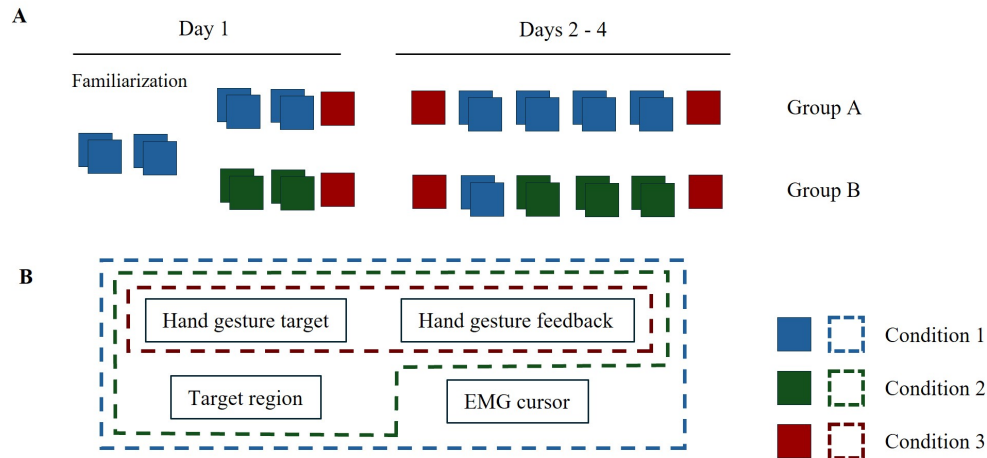 A
Day 1
Days 2 - 4
Familiarization
Group A
Group B
B
Hand gesture target
Hand gesture feedback
Target region
EMG cursor
Condition 1
Condition 2
Condition 3